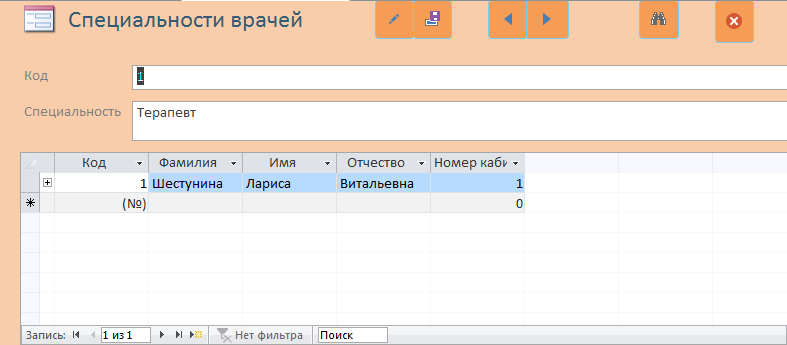 Специальности врачей
Код 1
Специальность Терапевт
Код Фамилия Имя Отчество Номер каби
1 Шестунина Лариса Витальевна 1
(№) 0
Запись: 1 из 1 Нет фильтра Поиск